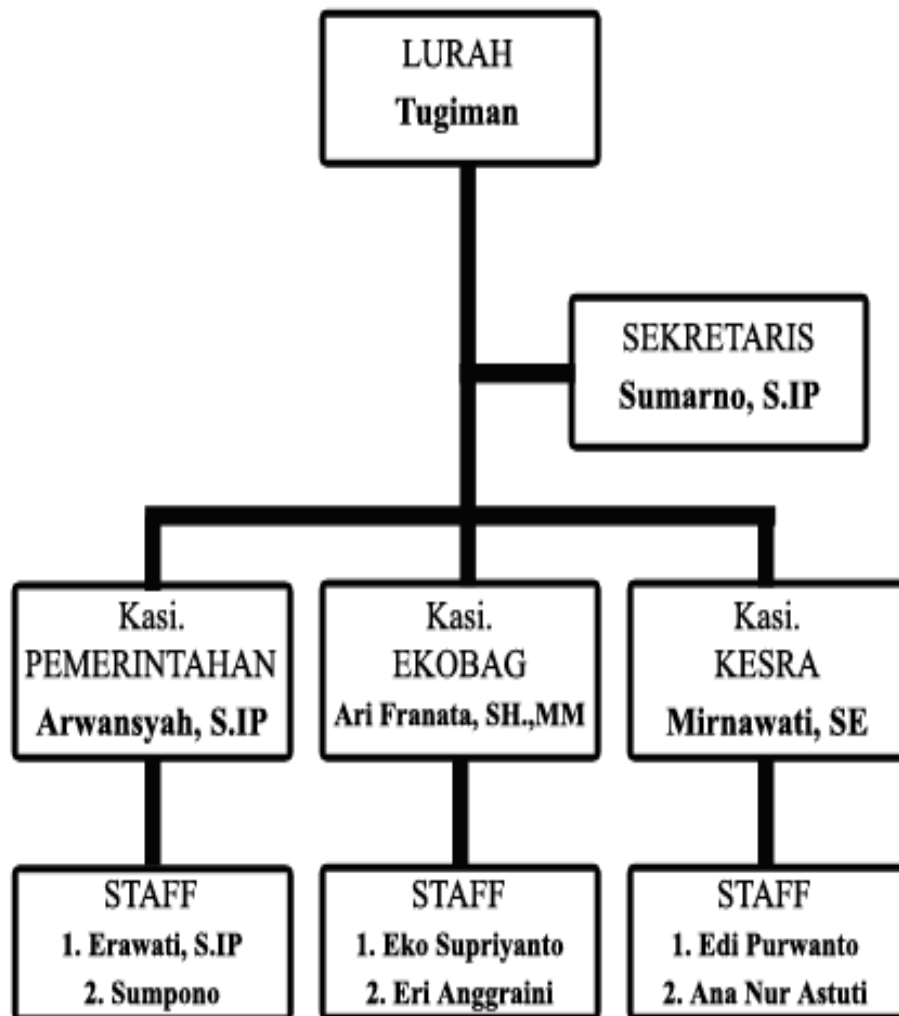 LURAH
Tugiman
SEKRETARIS
Sumarno, S.IP
Kasi.
PEMERINTAHAN
Arwansyah, S.IP
Kasi.
EKOBAG
Ari Franata, SH.,MM
Kasi.
KESRA
Mirnawati, SE
STAFF
1. Erawati, S.IP
2. Sumpono
STAFF
1. Eko Supriyanto
2. Eri Anggraini
STAFF
1. Edi Purwanto
2. Ana Nur Astuti